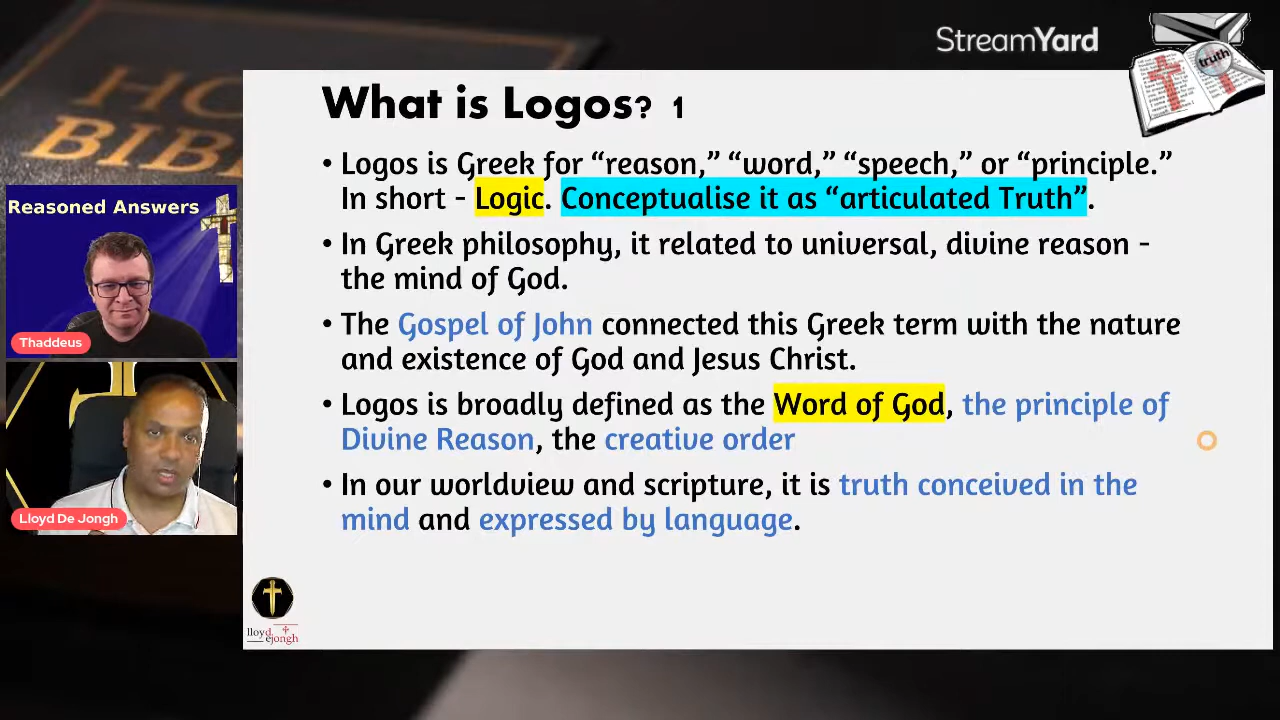 StreamYard
HO
BIB
truth
What is Logos? 1
• Logos is Greek for “reason,” “word,” “speech,” or “principle.”
In short - Logic. Conceptualise it as “articulated Truth”.
• In Greek philosophy, it related to universal, divine reason -
the mind of God.
• The Gospel of John connected this Greek term with the nature
and existence of God and Jesus Christ.
• Logos is broadly defined as the Word of God, the principle of
Divine Reason, the creative order
• In our worldview and scripture, it is truth conceived in the
mind and expressed by language.
Reasoned Answers
Thaddeus
Lloyd De Jongh
lloyd
ejongh